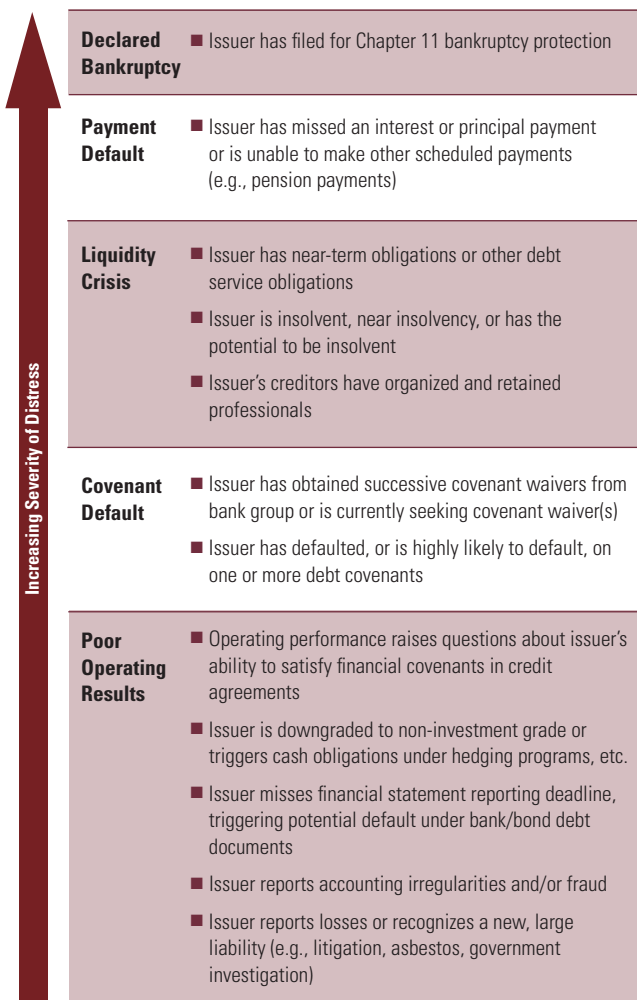 Increasing Severity of Distress
Declared
Bankruptcy
■ Issuer has filed for Chapter 11 bankruptcy protection
Payment
Default
■ Issuer has missed an interest or principal payment
or is unable to make other scheduled payments
(e.g., pension payments)
Liquidity
Crisis
■ Issuer has near-term obligations or other debt
service obligations
■ Issuer is insolvent, near insolvency, or has the
potential to be insolvent
■ Issuer's creditors have organized and retained
professionals
Covenant
Default
■ Issuer has obtained successive covenant waivers from
bank group or is currently seeking covenant waiver(s)
■ Issuer has defaulted, or is highly likely to default, on
one or more debt covenants
Poor
Operating
Results
■ Operating performance raises questions about issuer's
ability to satisfy financial covenants in credit
agreements
■ Issuer is downgraded to non-investment grade or
triggers cash obligations under hedging programs, etc.
■ Issuer misses financial statement reporting deadline,
triggering potential default under bank/bond debt
documents
■ Issuer reports accounting irregularities and/or fraud
■ Issuer reports losses or recognizes a new, large
liability (e.g., litigation, asbestos, government
investigation)